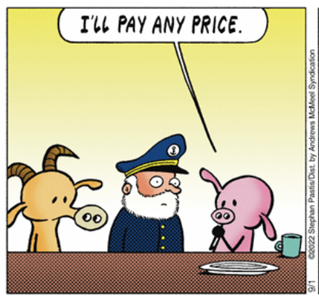 I'LL PAY ANY PRICE.
©2022 Stephan Pastis/Dist. by Andrews McMeel Syndication
9/1